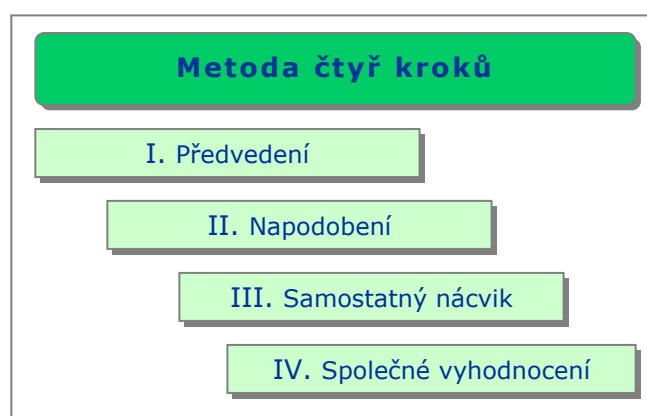 Metoda čtyř kroků
I. Předvedení
II. Napodobení
III. Samostatný nácvik
IV. Společné vyhodnocení